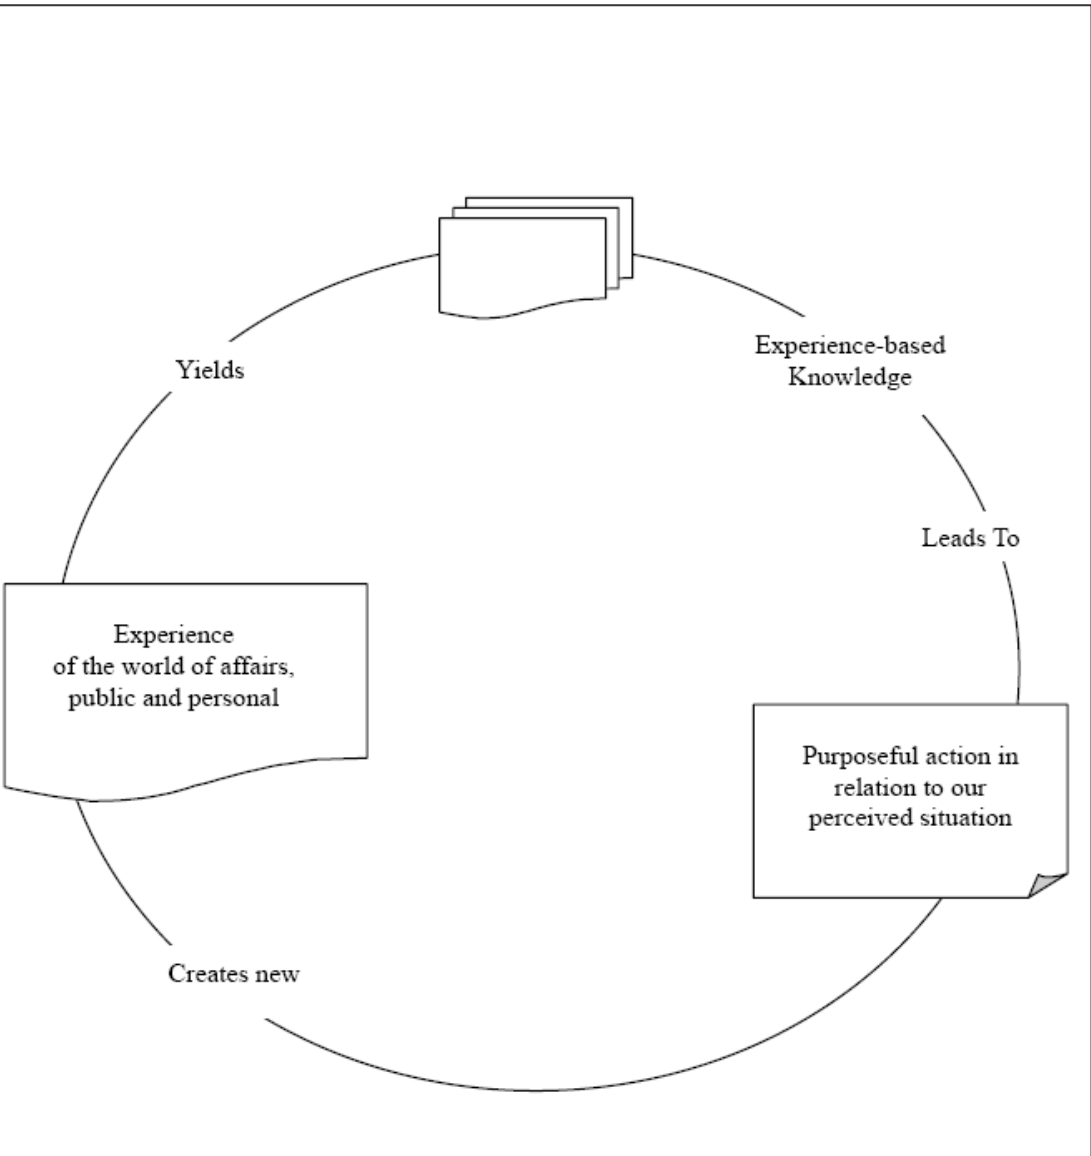 Yields
Experience-based
Knowledge
Leads To
Experience
of the world of affairs,
public and personal
Purposeful action in
relation to our
perceived situation
Creates new